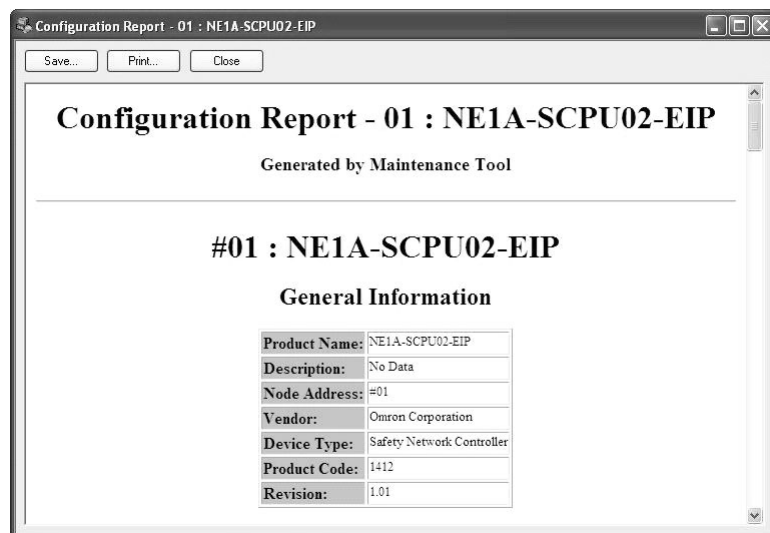 Configuration Report - 01 : NE1A-SCPU02-EIP
Save... Print... Close
Configuration Report - 01 : NE1A-SCPU02-EIP
Generated by Maintenance Tool
#01 : NE1A-SCPU02-EIP
General Information
Product Name: NE1A-SCPU02-EIP
Description: No Data
Node Address: #01
Vendor: Omron Corporation
Device Type: Safety Network Controller
Product Code: 1412
Revision: 1.01